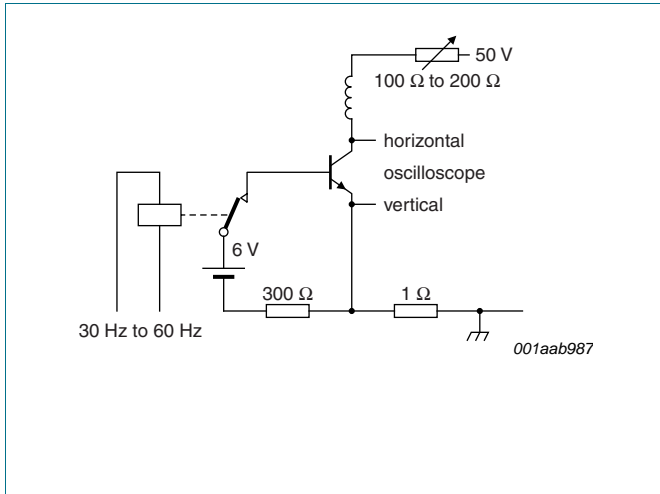 50 V
100 Ω to 200 Ω
horizontal
oscilloscope
vertical
6 V
300 Ω
1 Ω
30 Hz to 60 Hz
001aab987